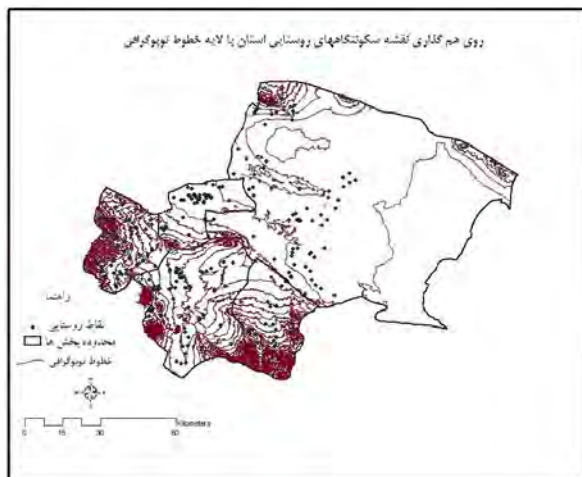 روی هم گذاری نقشه سکونتگاههای روستایی استان با لایه خطوط توپوگرافی
راهنما
نقاط روستایی
محدوده بخش ها
خطوط توپوگرافی
Kilometers
0 15 30 60